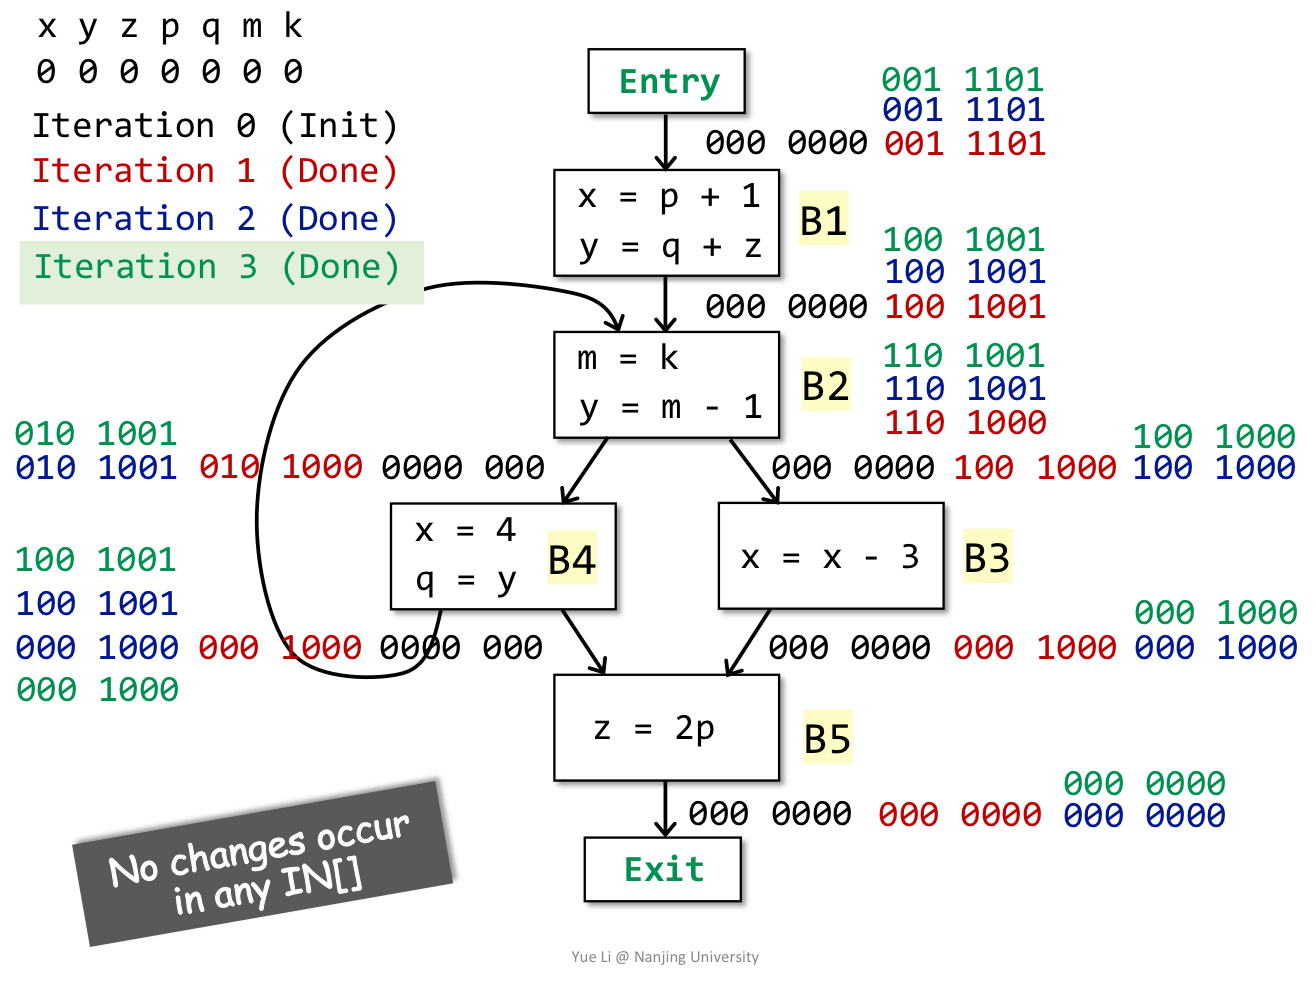 x y z p q m k
0 0 0 0 0 0 0
Iteration 0 (Init)
Iteration 1 (Done)
Iteration 2 (Done)
Iteration 3 (Done)
Entry
001 1101
001 1101
000 0000 001 1101
x = p + 1
y = q + z
B1
100 1001
100 1001
000 0000 100 1001
m = k
y = m - 1
B2
110 1001
110 1001
110 1000
010 1001
010 1001 010 1000 0000 000
100 1000
000 0000 100 1000 100 1000
x = 4
q = y
B4
x = x - 3
B3
100 1001
100 1001
000 1000 000 1000 0000 000
000 1000
000 1000
000 0000 000 1000 000 1000
z = 2p
B5
000 0000
000 0000 000 0000 000 0000
Exit
No changes occur
in any IN[]
Yue Li @ Nanjing University